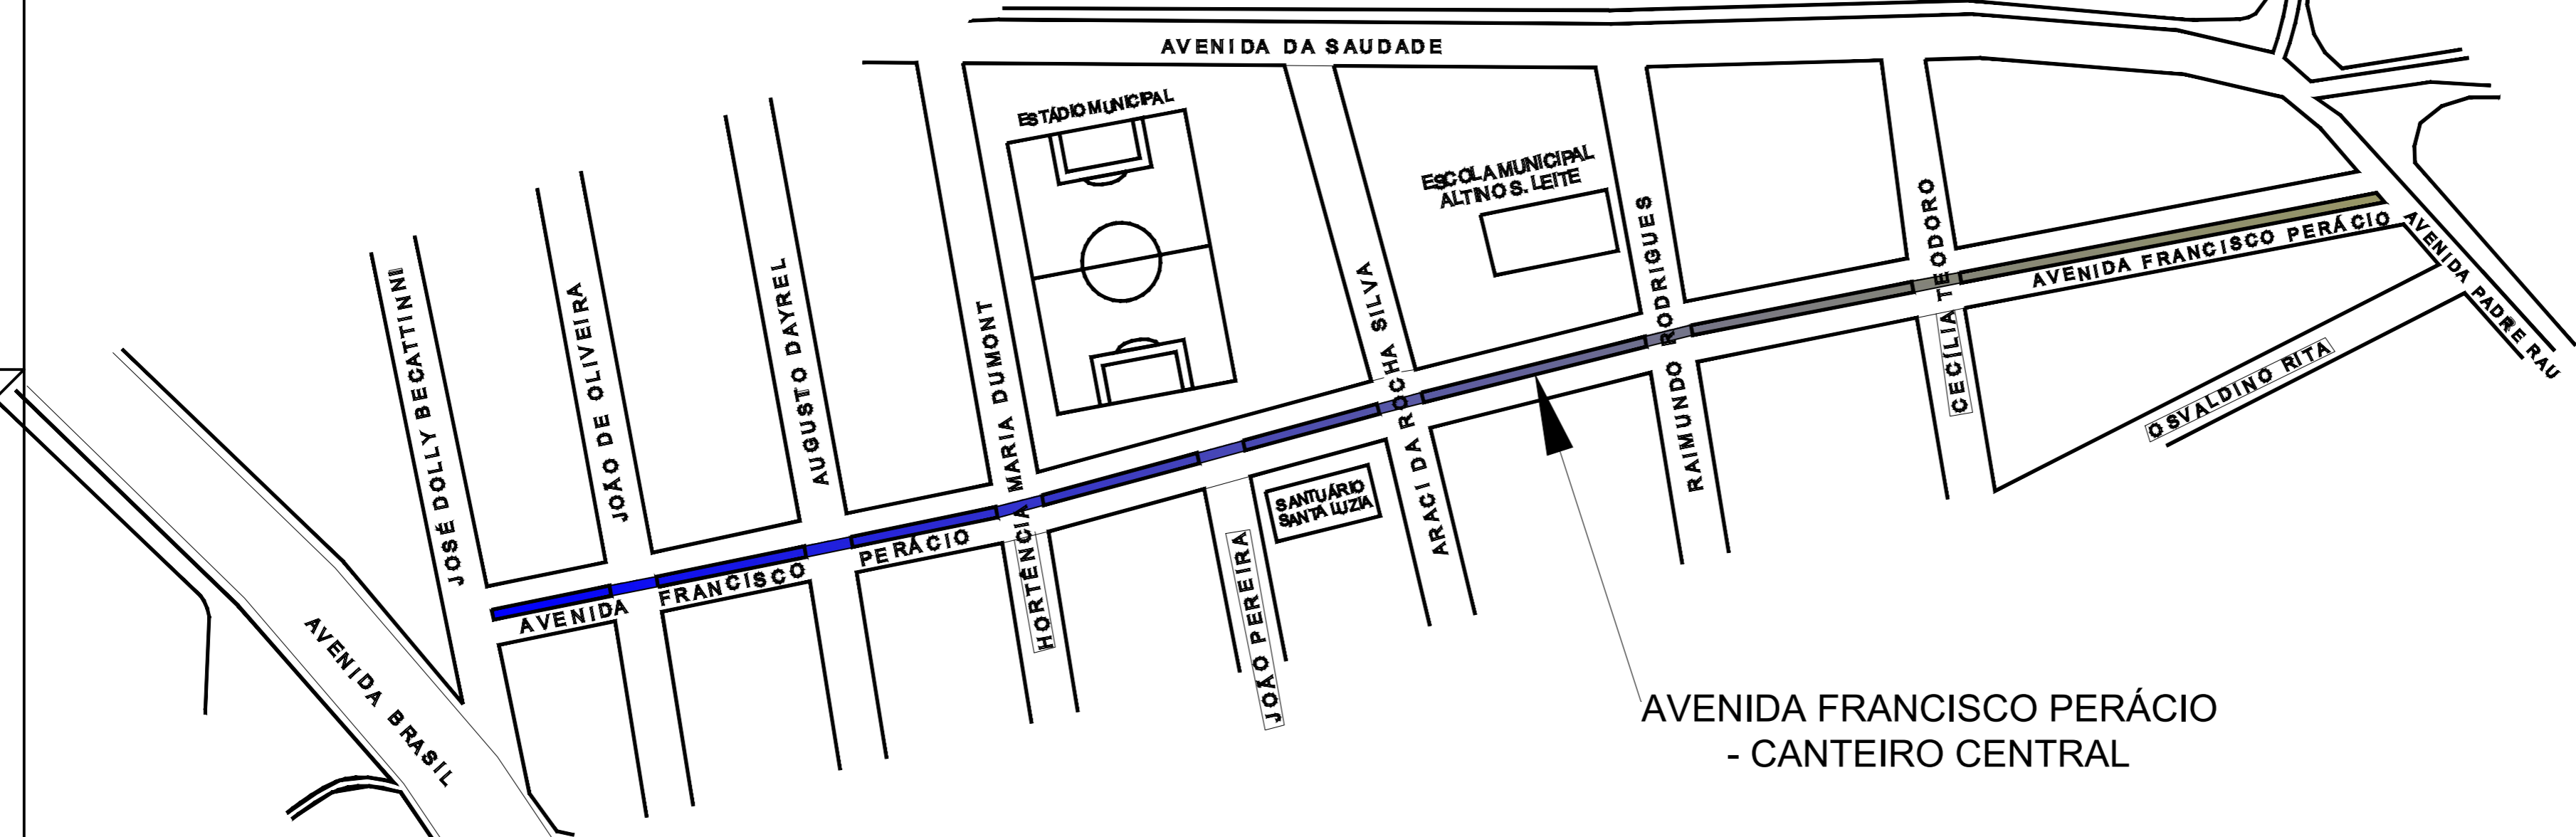 AVENIDA DA SAUDADE
ESTÁDIO MUNICIPAL
ESCOLA MUNICIPAL
ALTINO S. LEITE
JOSÉ DOLLY BECATTINNI
JOÃO DE OLIVEIRA
AUGUSTO DAYREL
HORTÊNCIA MARIA DUMONT
ARACI DA ROCHA SILVA
RAIMUNDO RODRIGUES
CECÍLIA TEODORO
AVENIDA FRANCISCO PERÁCIO
AVENIDA PADRE RAU
OSVALDINO RITA
SANTUÁRIO
SANTA LUZIA
JOÃO PEREIRA
AVENIDA FRANCISCO PERÁCIO
AVENIDA BRASIL
AVENIDA FRANCISCO PERÁCIO
- CANTEIRO CENTRAL